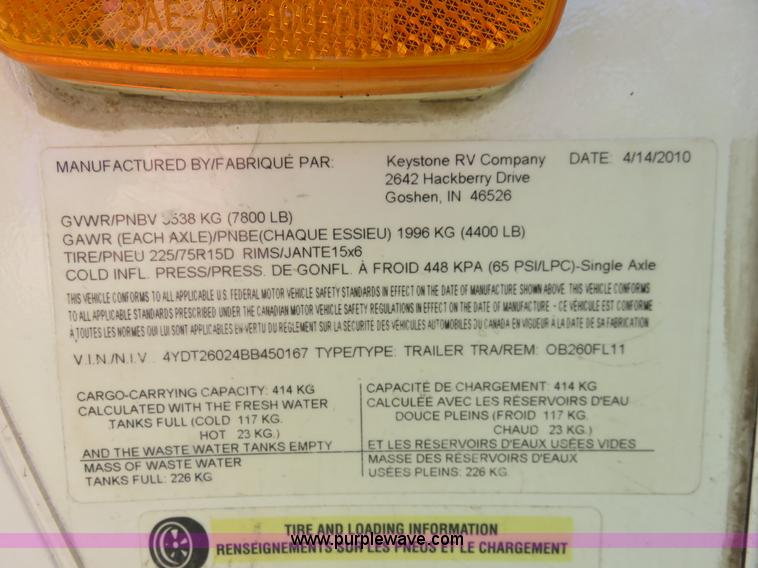 MANUFACTURED BY/FABRIQUÉ PAR: Keystone RV Company DATE: 4/14/2010
2642 Hackberry Drive
Goshen, IN 46526
GVWR/PNBV 3538 KG (7800 LB)
GAWR (EACH AXLE)/PNBE(CHAQUE ESSIEU) 1996 KG (4400 LB)
TIRE/PNEU 225/75R15D RIMS/JANTE15x6
COLD INFL. PRESS/PRESS. DE GONFL. À FROID 448 KPA (65 PSI/LPC)-Single Axle
THIS VEHICLE CONFORMS TO ALL APPLICABLE U.S. FEDERAL MOTOR VEHICLE SAFETY STANDARDS IN EFFECT ON THE DATE OF MANUFACTURE SHOWN ABOVE. THIS VEHICLE CONFORMS
TO ALL APPLICABLE STANDARDS PRESCRIBED UNDER THE CANADIAN MOTOR VEHICLE SAFETY REGULATIONS IN EFFECT ON THE DATE OF MANUFACTURE - CE VÉHICULE EST CONFORME
À TOUTES LES NORMES QUI LUI SONT APPLICABLES EN VERTU DU RÈGLEMENT SUR LA SÉCURITÉ DES VÉHICULES AUTOMOBILES DU CANADA EN VIGUEUR À LA DATE DE SA FABRICATION
V.I.N./N.I.V. 4YDT26024BB450167 TYPE/TYPE: TRAILER TRA/REM: OB260FL11
CARGO-CARRYING CAPACITY: 414 KG
CALCULATED WITH THE FRESH WATER
TANKS FULL (COLD 117 KG.
HOT 23 KG.)
AND THE WASTE WATER TANKS EMPTY
MASS OF WASTE WATER
TANKS FULL: 226 KG
CAPACITÉ DE CHARGEMENT: 414 KG
CALCULÉE AVEC LES RÉSERVOIRS D'EAU
DOUCE PLEINS (FROID 117 KG.
CHAUD 23 KG.)
ET LES RÉSERVOIRS D'EAUX USÉES VIDES
MASSE DES RÉSERVOIRS D'EAUX
USÉES PLEINS: 226 KG
TIRE AND LOADING INFORMATION
www.purplewave.com
RENSEIGNEMENTS SUR LES PNEUS ET LE CHARGEMENT